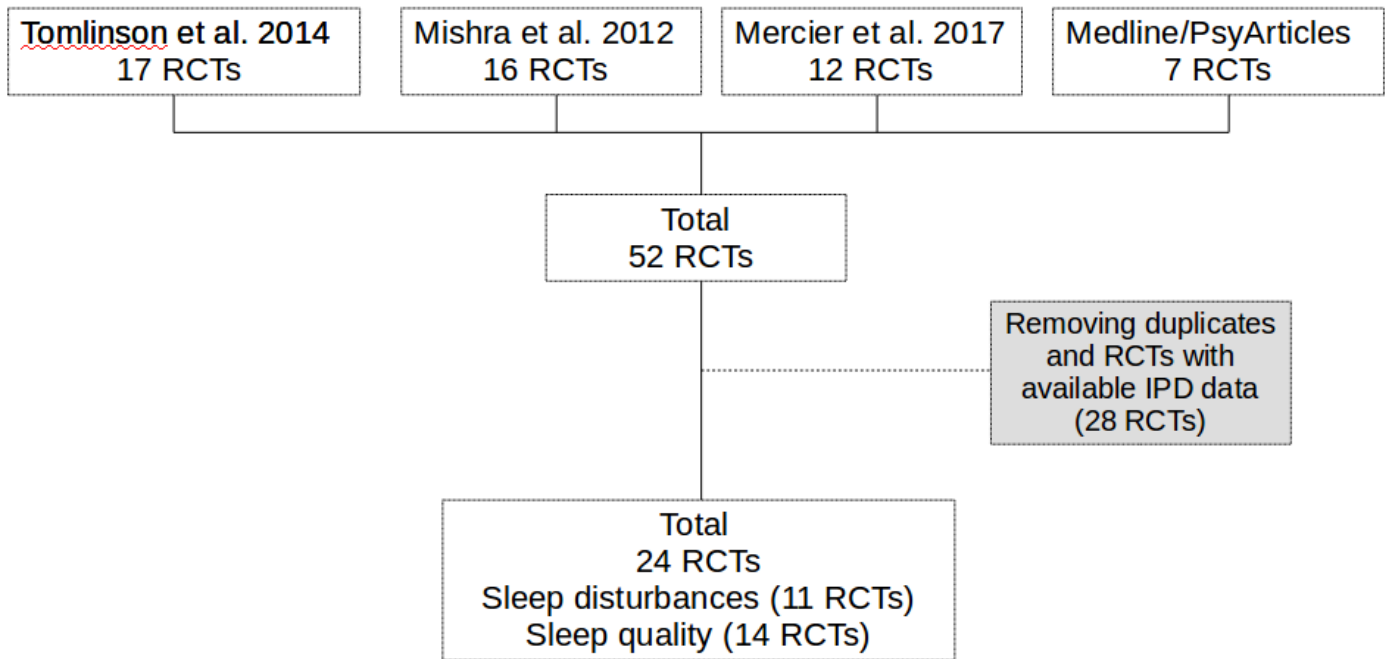 Tomlinson et al. 2014
17 RCTs
Mishra et al. 2012
16 RCTs
Mercier et al. 2017
12 RCTs
Medline/PsyArticles
7 RCTs
Total
52 RCTs
Removing duplicates
and RCTs with
available IPD data
(28 RCTs)
Total
24 RCTs
Sleep disturbances (11 RCTs)
Sleep quality (14 RCTs)